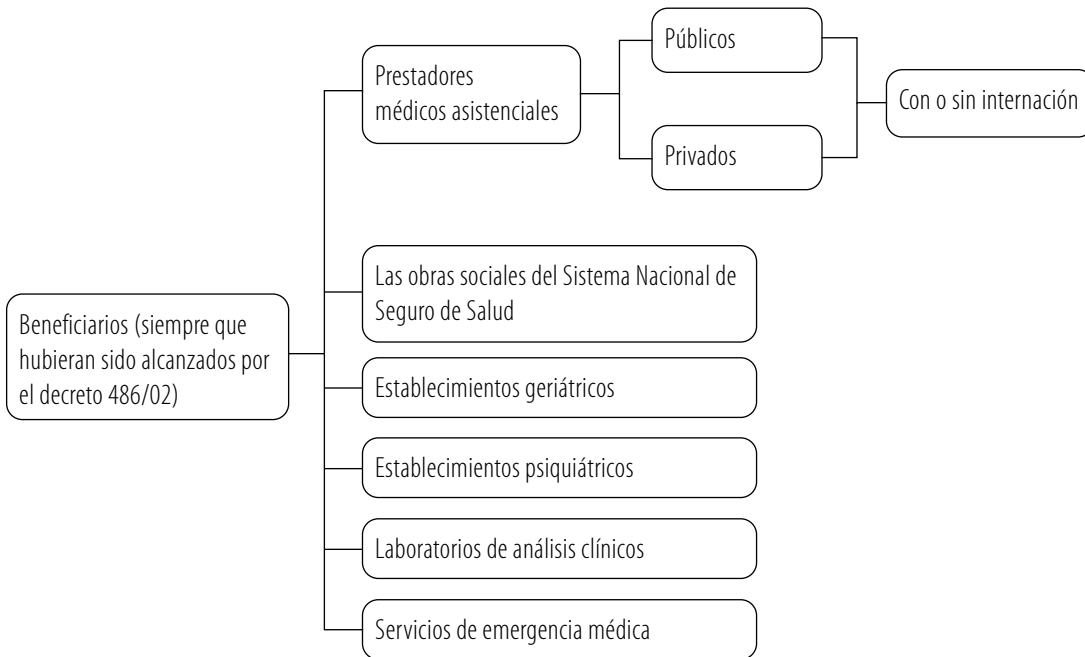 Beneficiarios (siempre que
hubieran sido alcanzados por
el decreto 486/02)
Prestadores
médicos asistenciales
Públicos
Privados
Con o sin internación
Las obras sociales del Sistema Nacional de
Seguro de Salud
Establecimientos geriátricos
Establecimientos psiquiátricos
Laboratorios de análisis clínicos
Servicios de emergencia médica